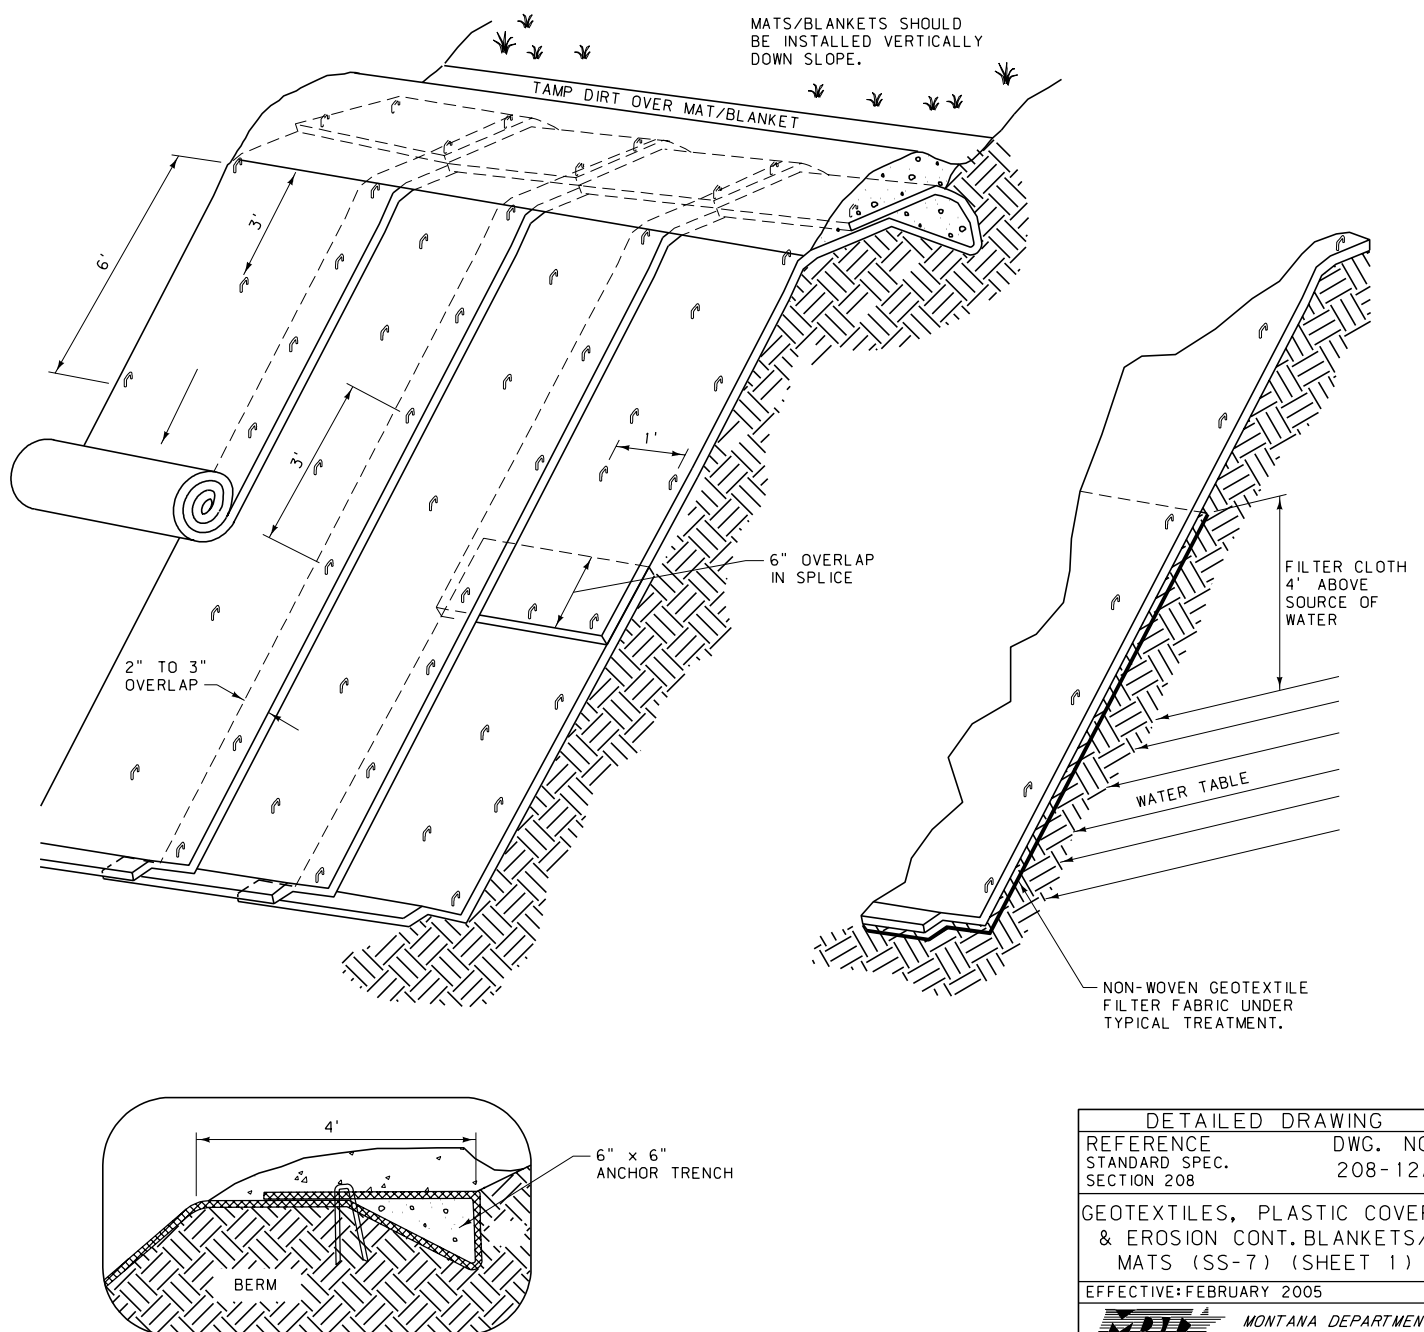 MATS/BLANKETS SHOULD
BE INSTALLED VERTICALLY
DOWN SLOPE.
TAMP DIRT OVER MAT/BLANKET
6'
3'
3'
1'
6" OVERLAP
IN SPLICE
2" TO 3"
OVERLAP
FILTER CLOTH
4' ABOVE
SOURCE OF
WATER
WATER TABLE
NON-WOVEN GEOTEXTILE
FILTER FABRIC UNDER
TYPICAL TREATMENT.
4'
6" x 6"
ANCHOR TRENCH
BERM
DETAILED DRAWING
REFERENCE
DWG. NO
STANDARD SPEC.
SECTION 208
208-12
GEOTEXTILES, PLASTIC COVER
& EROSION CONT. BLANKETS/
MATS (SS-7) (SHEET 1)
EFFECTIVE: FEBRUARY 2005
MONTANA DEPARTMEN